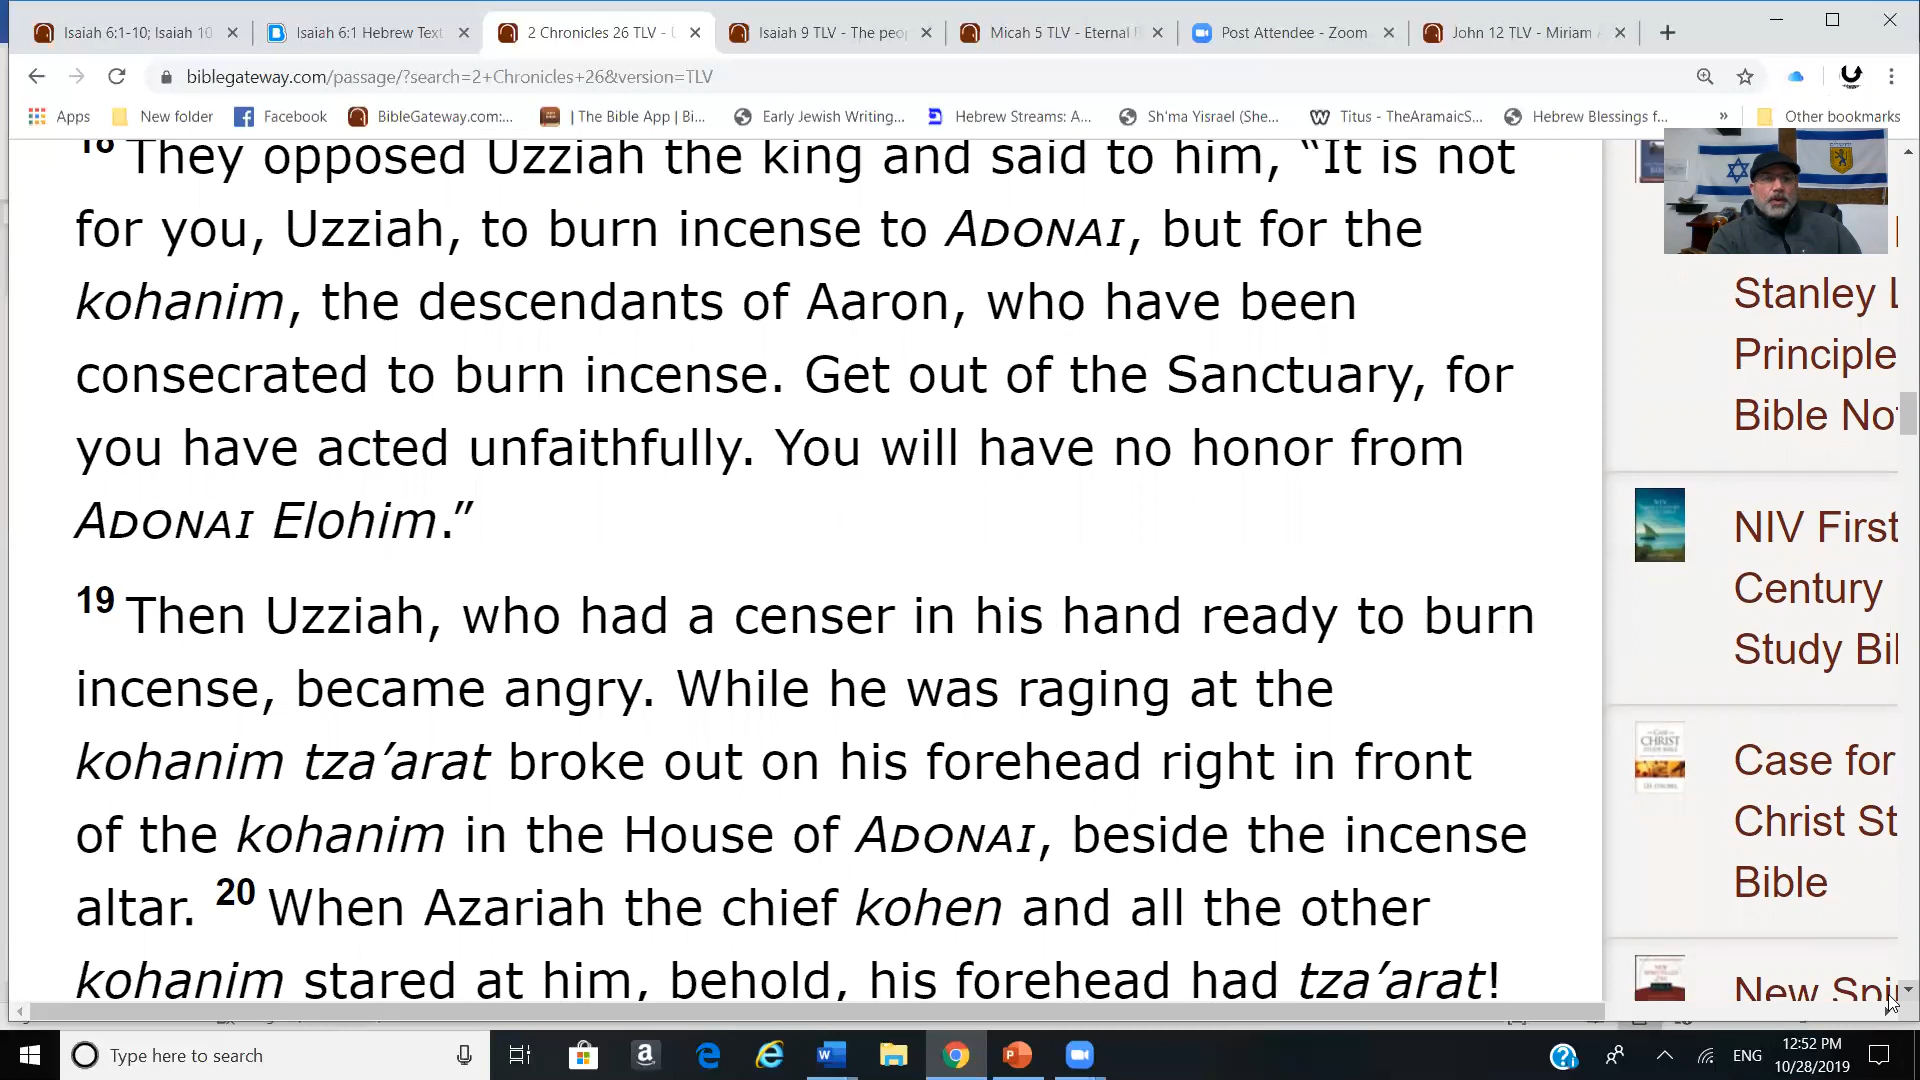 Isaiah 6:1-10; Isaiah 10
Isaiah 6:1 Hebrew Text
2 Chronicles 26 TLV -
Isaiah 9 TLV - The peop
Micah 5 TLV - Eternal
Post Attendee - Zoom
John 12 TLV - Miriam
biblegateway.com/passage/?search=2+Chronicles+26&version=TLV
Apps
New folder
Facebook
BibleGateway.com:...
| The Bible App | Bi...
Early Jewish Writing...
Hebrew Streams: A...
Sh'ma Yisrael (She...
Titus - TheAramaicS...
Hebrew Blessings f...
»
Other bookmarks
18 They opposed Uzziah the king and said to him, “It is not
for you, Uzziah, to burn incense to ADONAI, but for the
kohanim, the descendants of Aaron, who have been
consecrated to burn incense. Get out of the Sanctuary, for
you have acted unfaithfully. You will have no honor from
ADONAI Elohim.”
19 Then Uzziah, who had a censer in his hand ready to burn
incense, became angry. While he was raging at the
kohanim tza’arat broke out on his forehead right in front
of the kohanim in the House of ADONAI, beside the incense
altar. 20 When Azariah the chief kohen and all the other
kohanim stared at him, behold, his forehead had tza’arat!
Stanley L
Principle
Bible No
NIV First
Century
Study Bi
Case for
Christ St
Bible
New Spi
Type here to search
ENG
12:52 PM
10/28/2019